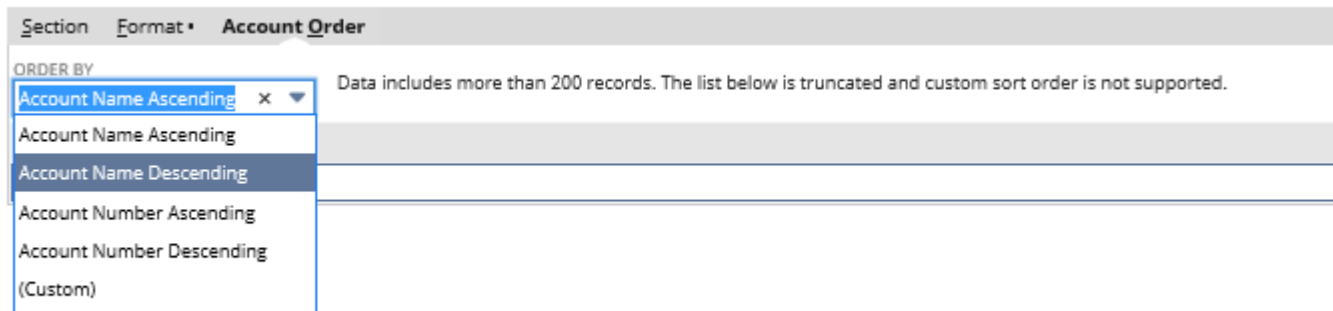 Section Format • Account Order
ORDER BY
Data includes more than 200 records. The list below is truncated and custom sort order is not supported.
Account Name Ascending × ▼
Account Name Ascending
Account Name Descending
Account Number Ascending
Account Number Descending
(Custom)